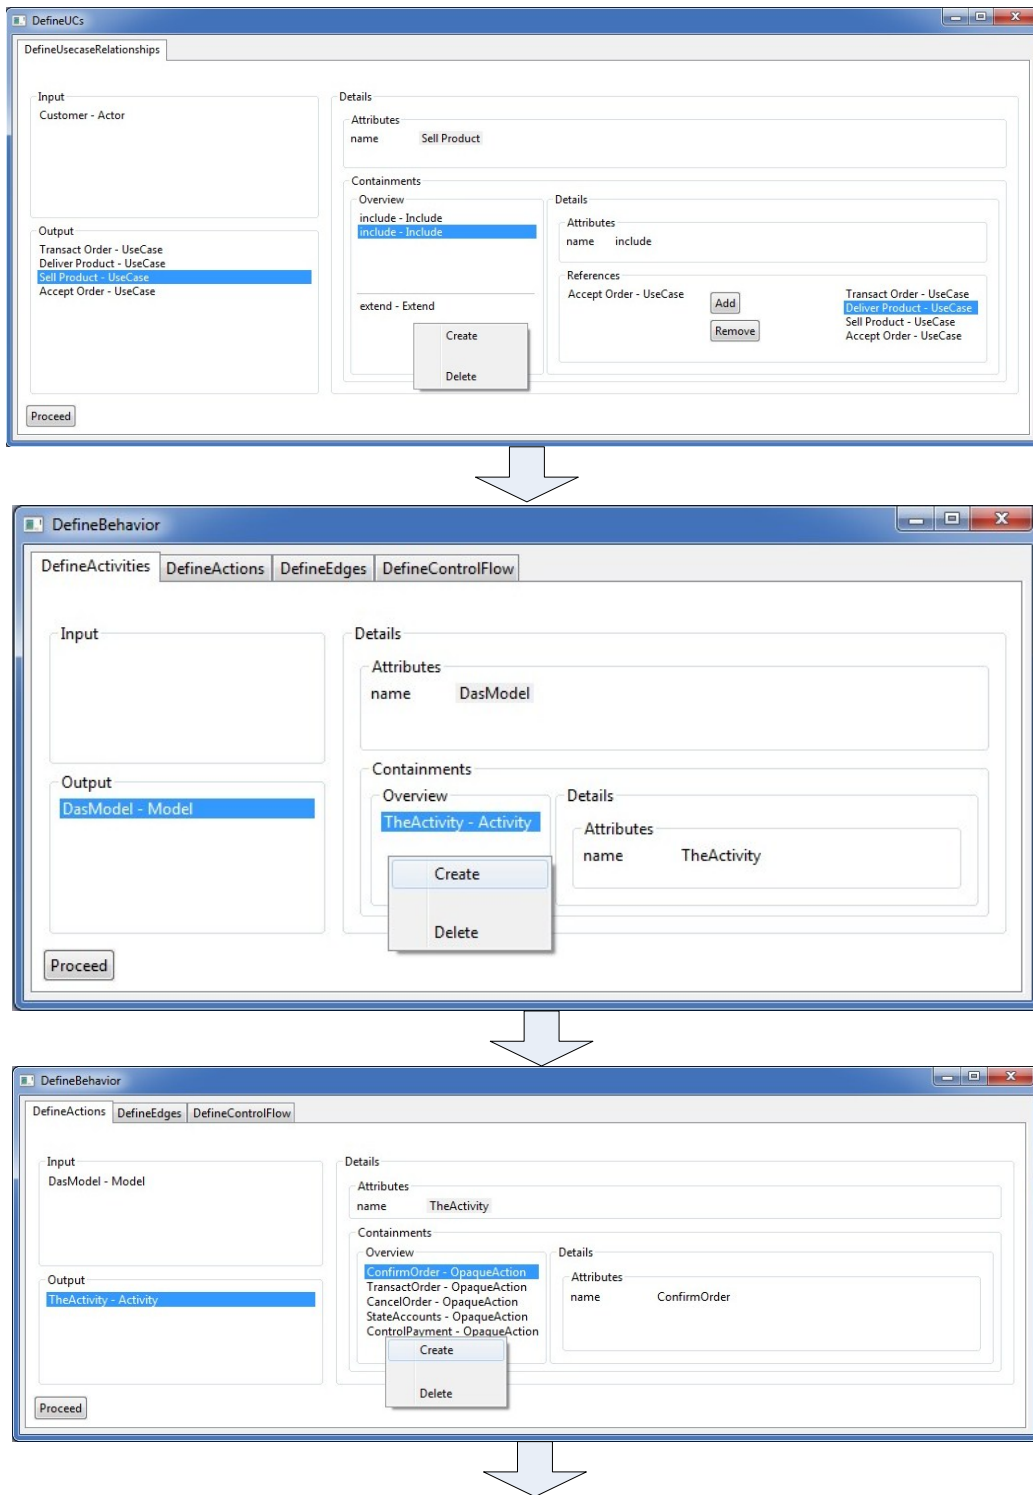 DefineUCs
DefineUsecaseRelationships
Input
Customer - Actor
Output
Transact Order - UseCase
Deliver Product - UseCase
Sell Product - UseCase
Accept Order - UseCase
Proceed
Details
Attributes
name Sell Product
Containments
Overview
include - Include
include - Include
extend - Extend
Create
Delete
Details
Attributes
name include
References
Accept Order - UseCase
Add
Remove
Transact Order - UseCase
Deliver Product - UseCase
Sell Product - UseCase
Accept Order - UseCase
DefineBehavior
DefineActivities DefineActions DefineEdges DefineControlFlow
Input
Output
DasModel - Model
Proceed
Details
Attributes
name DasModel
Containments
Overview
TheActivity - Activity
Create
Delete
Details
Attributes
name TheActivity
DefineBehavior
DefineActions DefineEdges DefineControlFlow
Input
DasModel - Model
Output
TheActivity - Activity
Proceed
Details
Attributes
name TheActivity
Containments
Overview
ConfirmOrder - OpaqueAction
TransactOrder - OpaqueAction
CancelOrder - OpaqueAction
StateAccounts - OpaqueAction
ControlPayment - OpaqueAction
Create
Delete
Details
Attributes
name ConfirmOrder